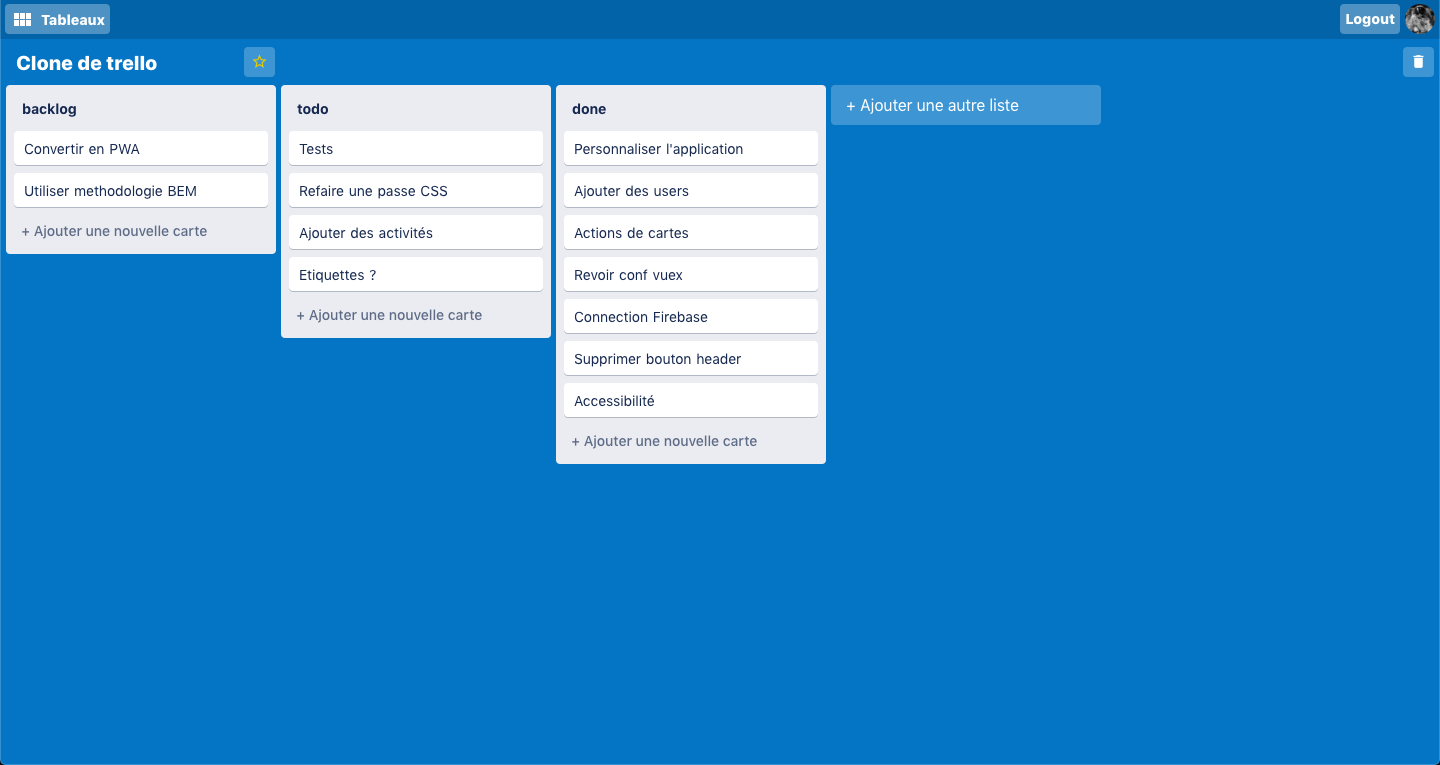 Tableaux
Logout
Clone de trello
backlog
Convertir en PWA
Utiliser methodologie BEM
+ Ajouter une nouvelle carte
todo
Tests
Refaire une passe CSS
Ajouter des activités
Etiquettes ?
+ Ajouter une nouvelle carte
done
Personnaliser l'application
Ajouter des users
Actions de cartes
Revoir conf vuex
Connection Firebase
Supprimer bouton header
Accessibilité
+ Ajouter une nouvelle carte
+ Ajouter une autre liste